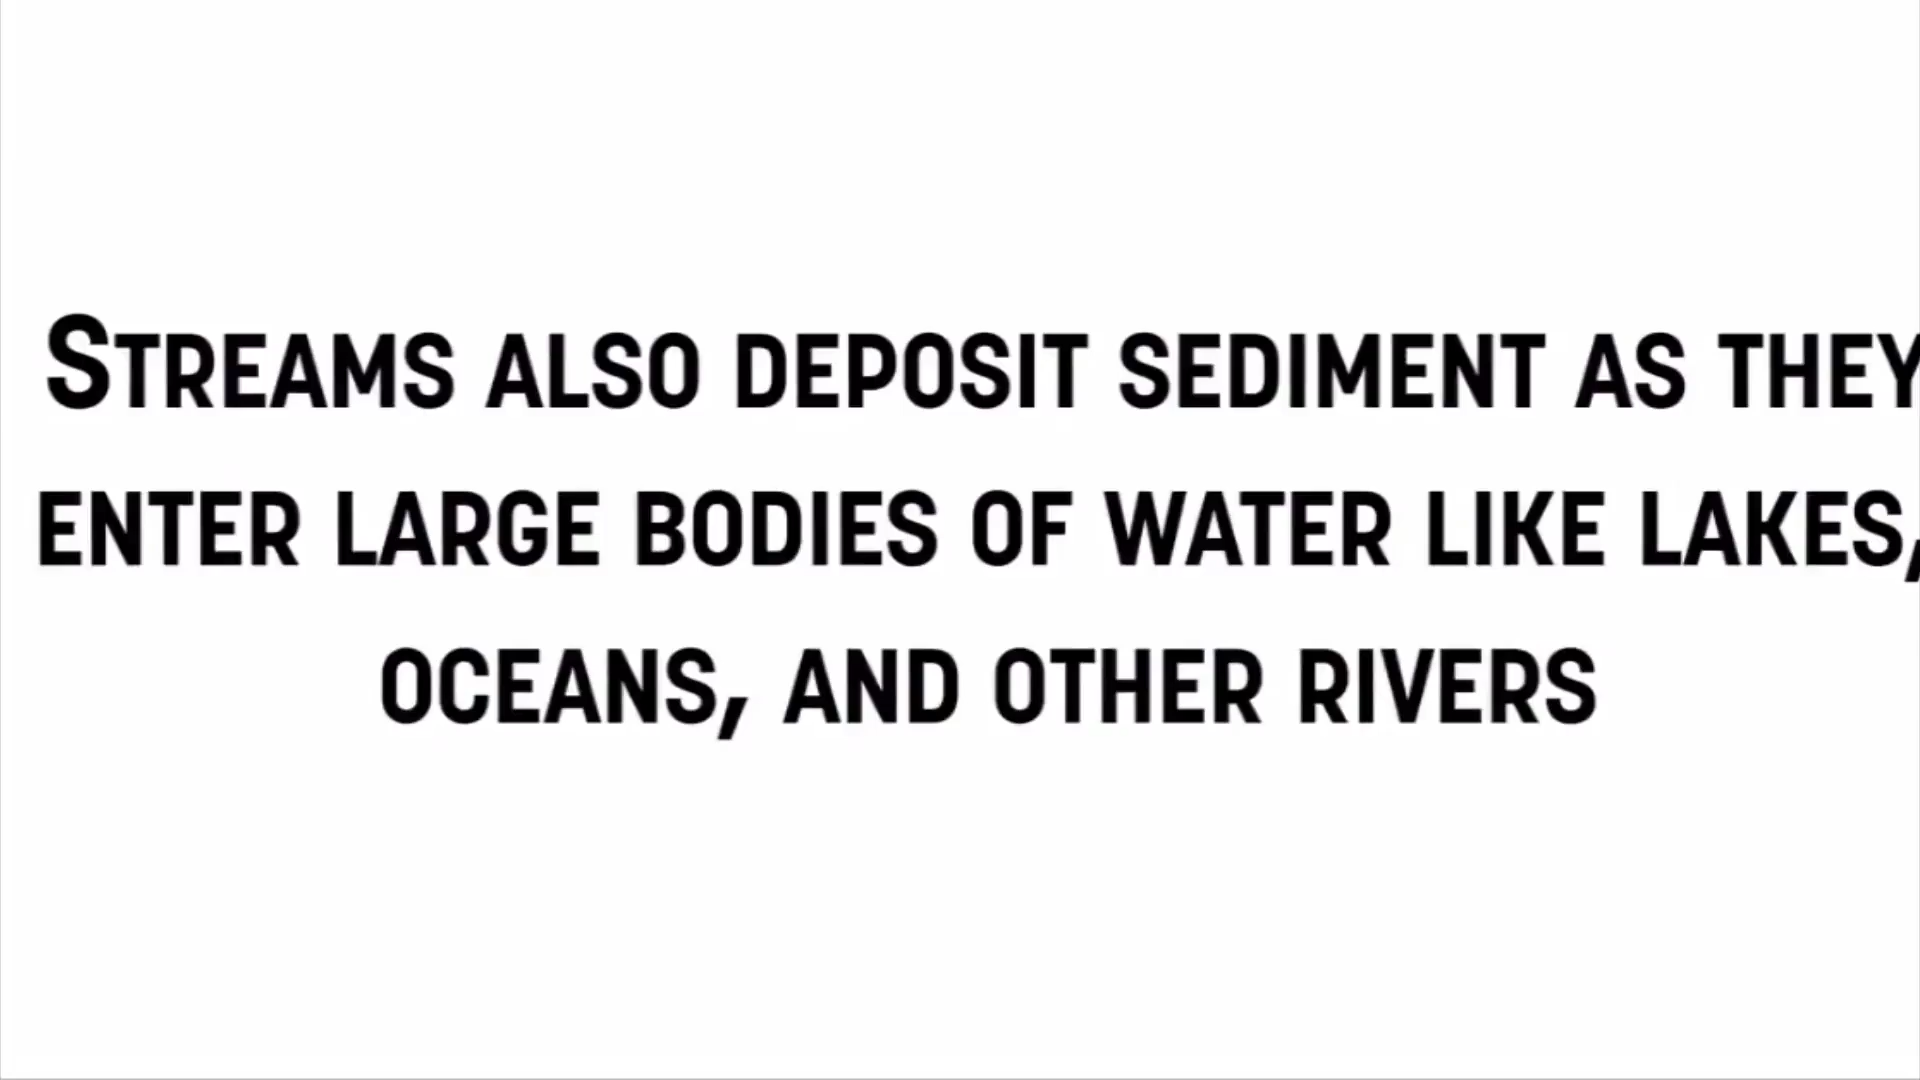 Streams also deposit sediment as they
enter large bodies of water like lakes,
oceans, and other rivers